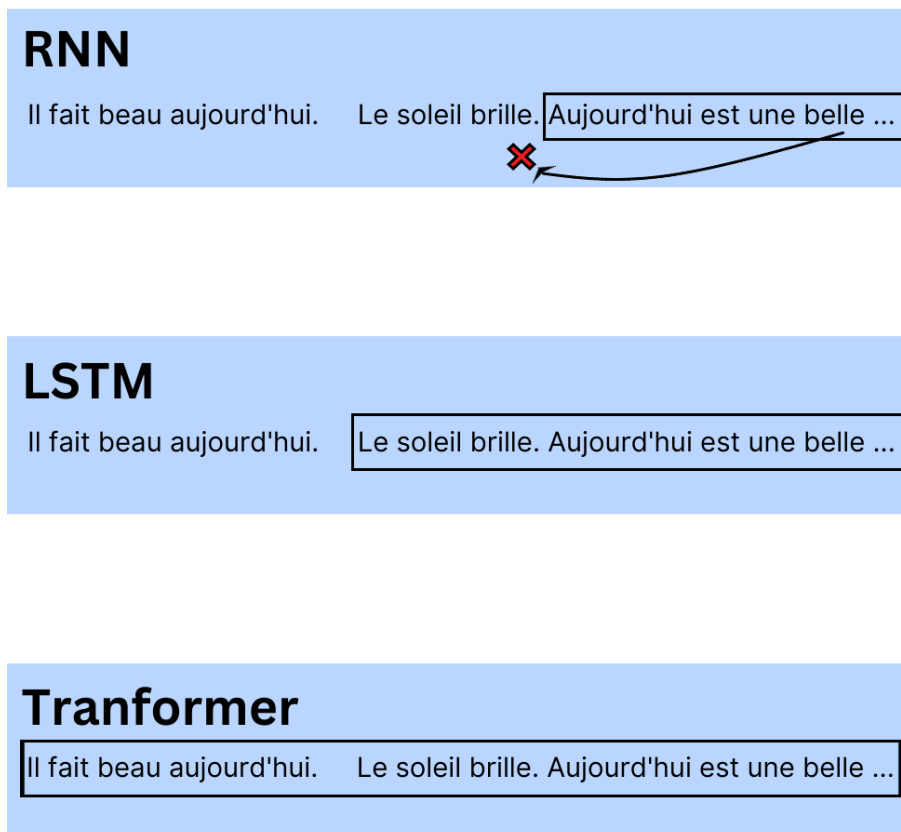 RNN
Il fait beau aujourd'hui. Le soleil brille. Aujourd'hui est une belle ...
LSTM
Il fait beau aujourd'hui. Le soleil brille. Aujourd'hui est une belle ...
Tranformer
Il fait beau aujourd'hui. Le soleil brille. Aujourd'hui est une belle ...